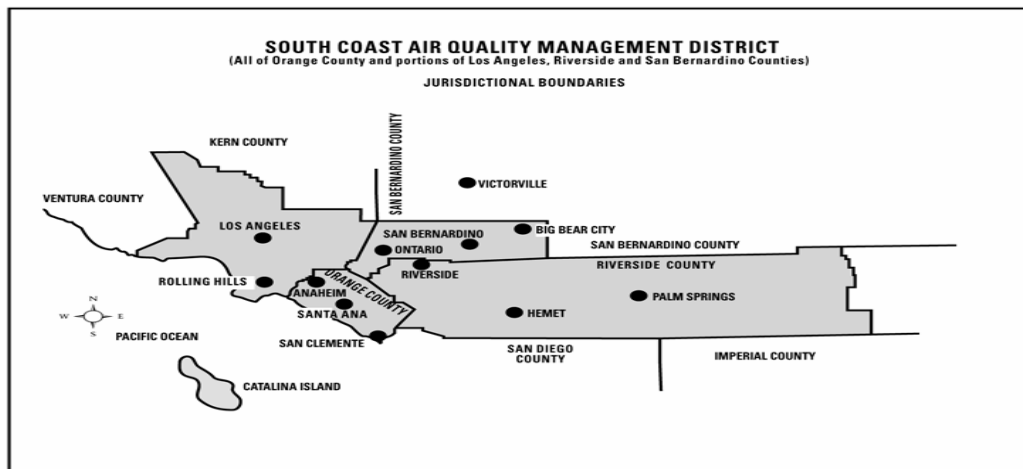 SOUTH COAST AIR QUALITY MANAGEMENT DISTRICT
(All of Orange County and portions of Los Angeles, Riverside and San Bernardino Counties)
JURISDICTIONAL BOUNDARIES
KERN COUNTY
SAN BERNARDINO COUNTY
VICTORVILLE
VENTURA COUNTY
LOS ANGELES
SAN BERNARDINO
BIG BEAR CITY
ONTARIO
SAN BERNARDINO COUNTY
RIVERSIDE
RIVERSIDE COUNTY
ROLLING HILLS
ORANGE COUNTY
ANAHEIM
PALM SPRINGS
SANTA ANA
HEMET
N
W
E
S
PACIFIC OCEAN
SAN CLEMENTE
SAN DIEGO
COUNTY
IMPERIAL COUNTY
CATALINA ISLAND